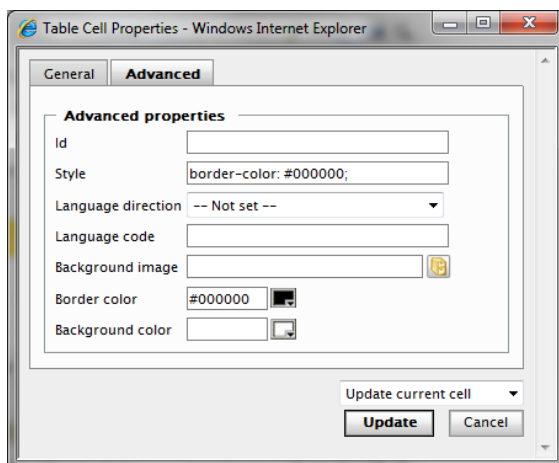 Table Cell Properties - Windows Internet Explorer
General Advanced
Advanced properties
Id
Style border-color: #000000;
Language direction -- Not set --
Language code
Background image
Border color #000000
Background color
Update current cell
Update Cancel